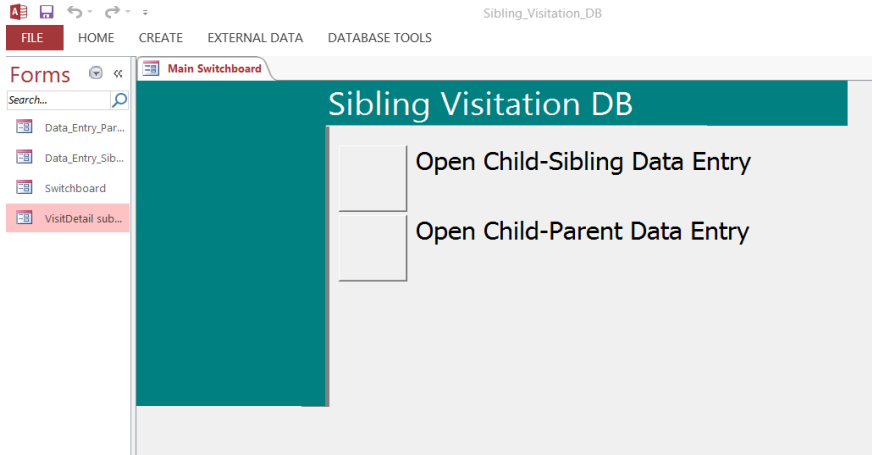 Sibling_Visitation_DB
FILE HOME CREATE EXTERNAL DATA DATABASE TOOLS
Forms
Search...
Data_Entry_Par...
Data_Entry_Sib...
Switchboard
VisitDetail sub...
Main Switchboard
Sibling Visitation DB
Open Child-Sibling Data Entry
Open Child-Parent Data Entry